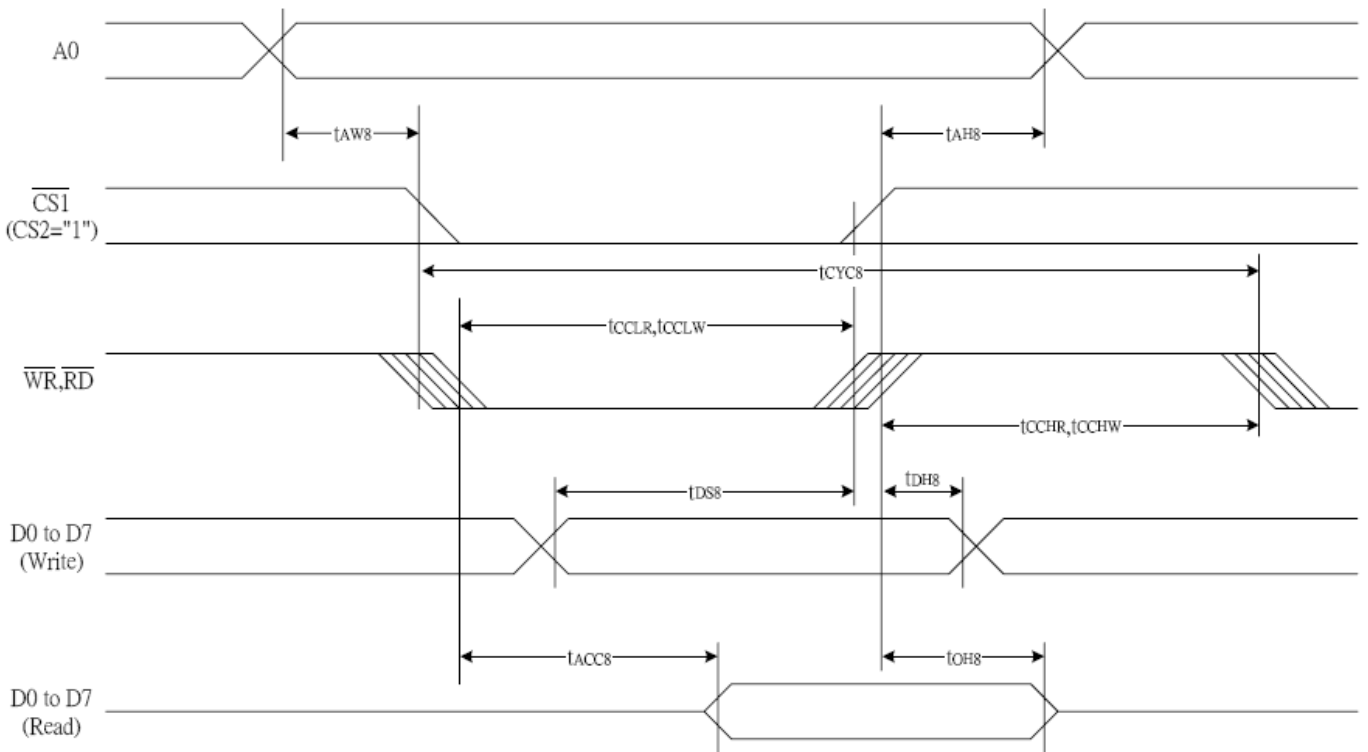 A0
tAW8
tAH8
CS1
(CS2="1")
tCYC8
tCCLR,tCCLW
WR,RD
tCCHR,tCCHW
tDS8
tDH8
D0 to D7
(Write)
tACC8
tOH8
D0 to D7
(Read)